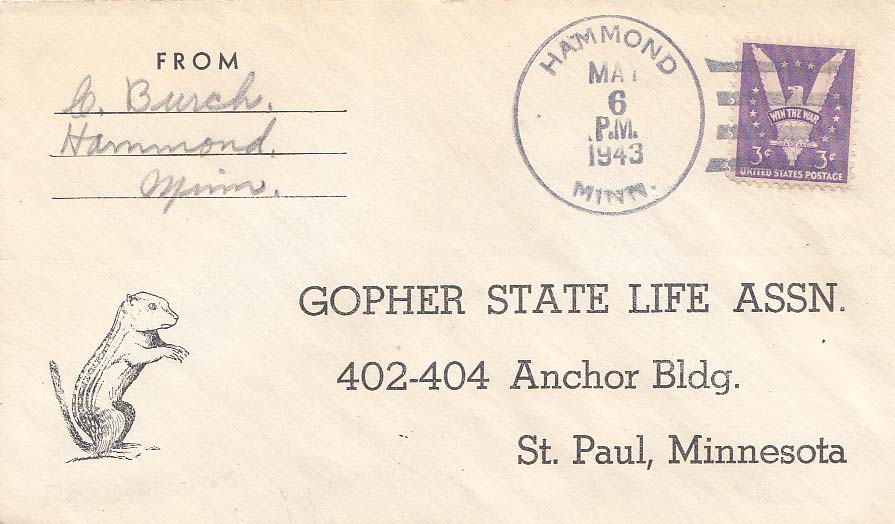 FROM
C. Burch.
Hammond.
Minn.
HAMMOND
MAY
6
P.M.
1943
MINN.
WIN THE WAR
3¢ 3¢
UNITED STATES POSTAGE
GOPHER STATE LIFE ASSN.
402-404 Anchor Bldg.
St. Paul, Minnesota